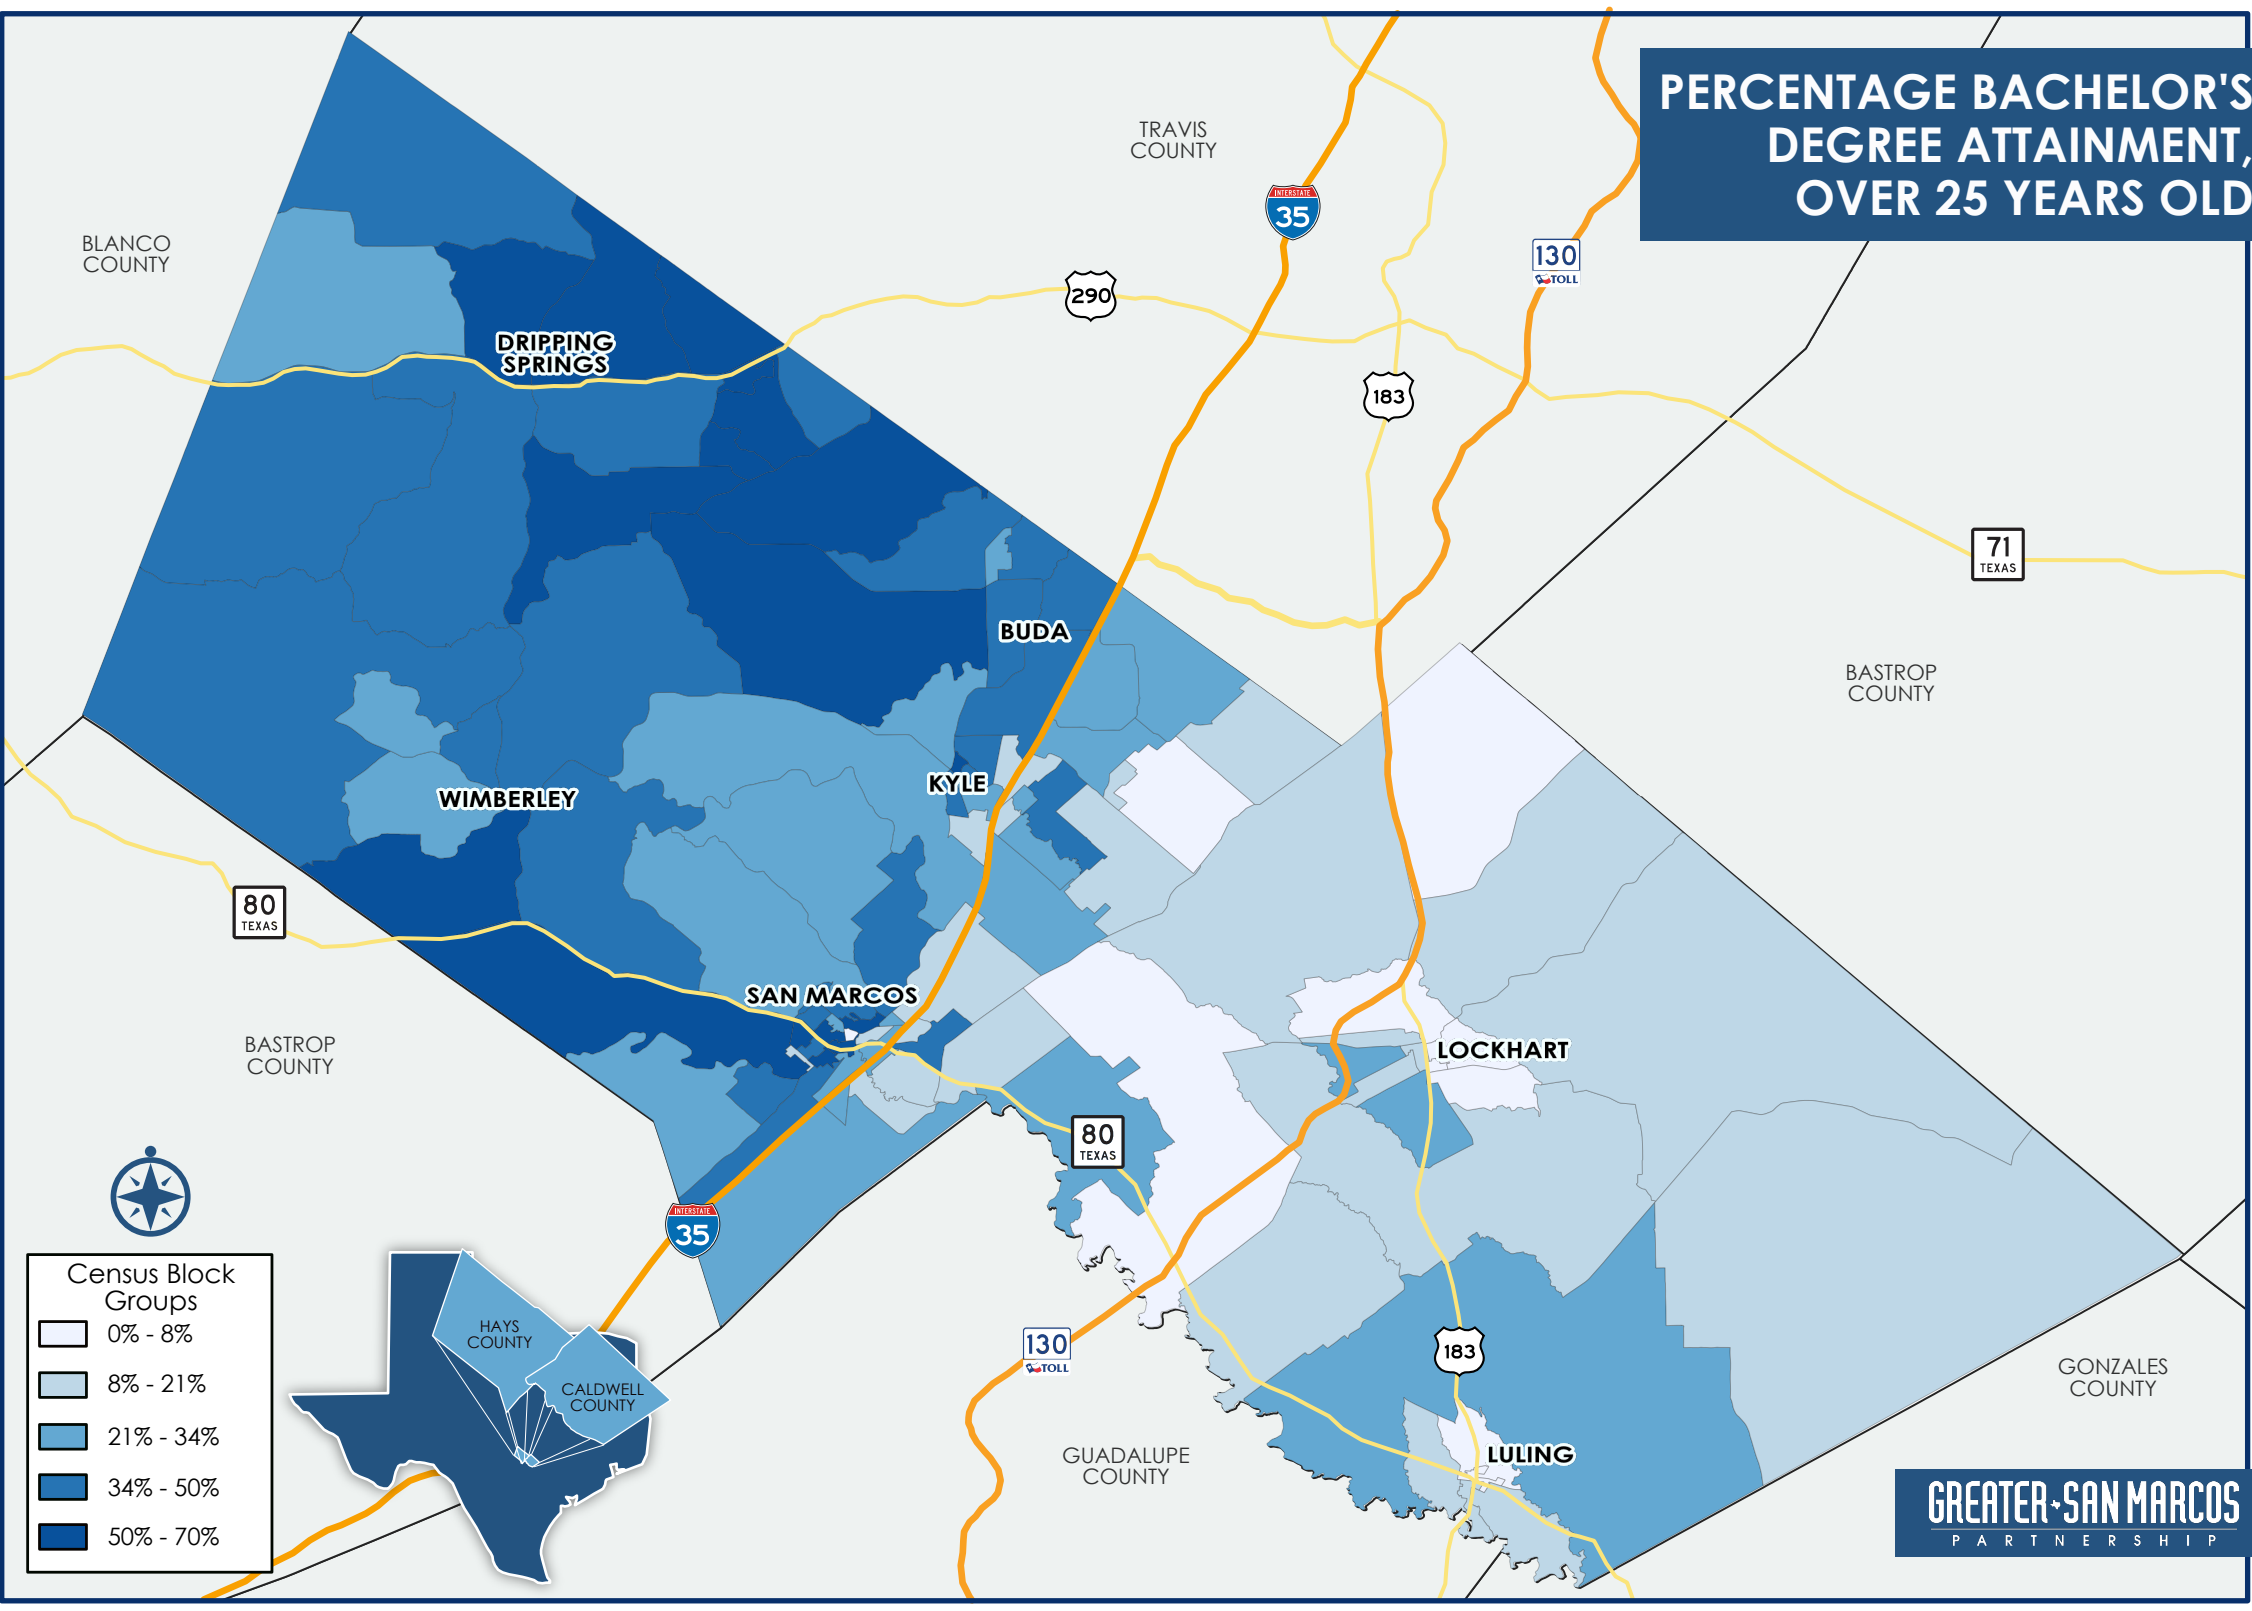 PERCENTAGE BACHELOR'S
DEGREE ATTAINMENT,
OVER 25 YEARS OLD
TRAVIS
COUNTY
BLANCO
COUNTY
INTERSTATE
35
130
TOLL
290
DRIPPING
SPRINGS
183
71
TEXAS
BUDA
BASTROP
COUNTY
KYLE
WIMBERLEY
80
TEXAS
SAN MARCOS
BASTROP
COUNTY
LOCKHART
80
TEXAS
INTERSTATE
35
130
TOLL
183
GONZALES
COUNTY
GUADALUPE
COUNTY
LULING
Census Block
Groups
0% - 8%
8% - 21%
21% - 34%
34% - 50%
50% - 70%
HAYS
COUNTY
CALDWELL
COUNTY
GREATER SAN MARCOS
PARTNERSHIP